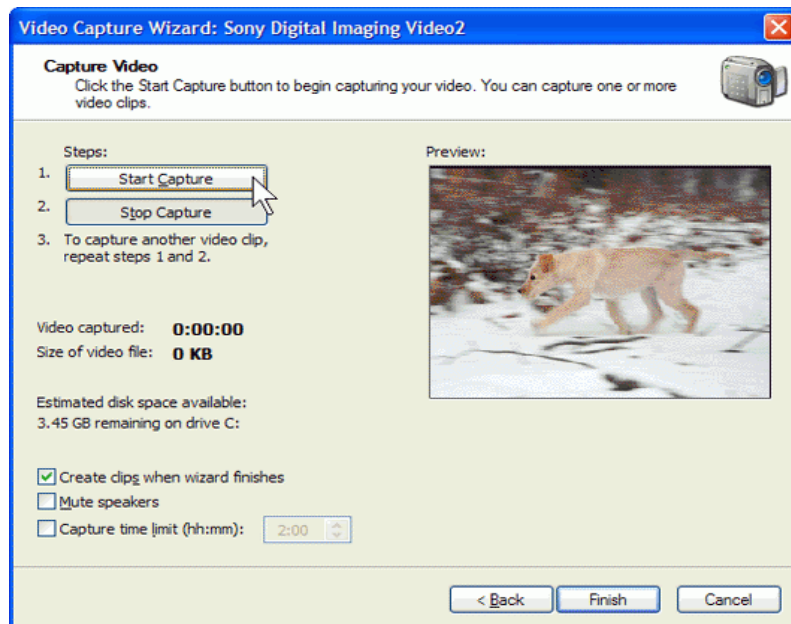 Video Capture Wizard: Sony Digital Imaging Video2
Capture Video
Click the Start Capture button to begin capturing your video. You can capture one or more
video clips.
Steps:
1. Start Capture
2. Stop Capture
3. To capture another video clip,
repeat steps 1 and 2.
Preview:
Video captured: 0:00:00
Size of video file: 0 KB
Estimated disk space available:
3.45 GB remaining on drive C:
Create clips when wizard finishes
Mute speakers
Capture time limit (hh:mm): 2:00
< Back Finish Cancel